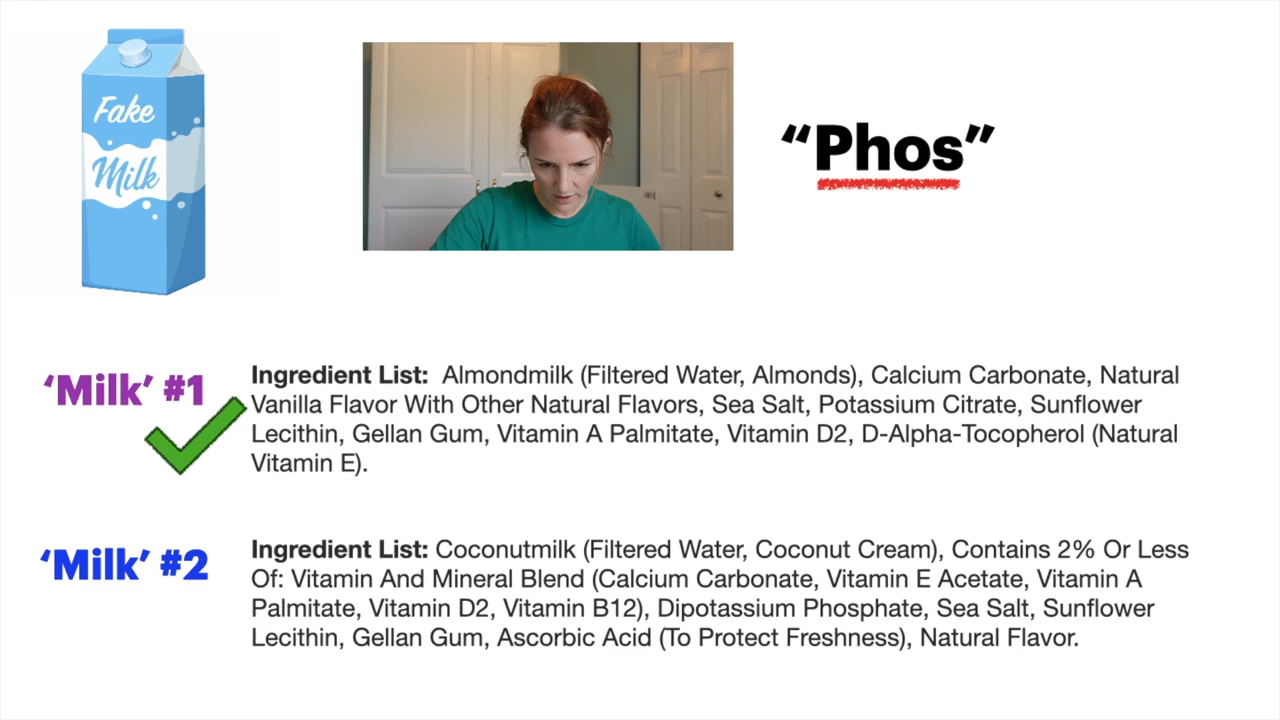 Fake
Milk
“Phos”
‘Milk’ #1
Ingredient List: Almondmilk (Filtered Water, Almonds), Calcium Carbonate, Natural
Vanilla Flavor With Other Natural Flavors, Sea Salt, Potassium Citrate, Sunflower
Lecithin, Gellan Gum, Vitamin A Palmitate, Vitamin D2, D-Alpha-Tocopherol (Natural
Vitamin E).
‘Milk’ #2
Ingredient List: Coconutmilk (Filtered Water, Coconut Cream), Contains 2% Or Less
Of: Vitamin And Mineral Blend (Calcium Carbonate, Vitamin E Acetate, Vitamin A
Palmitate, Vitamin D2, Vitamin B12), Dipotassium Phosphate, Sea Salt, Sunflower
Lecithin, Gellan Gum, Ascorbic Acid (To Protect Freshness), Natural Flavor.